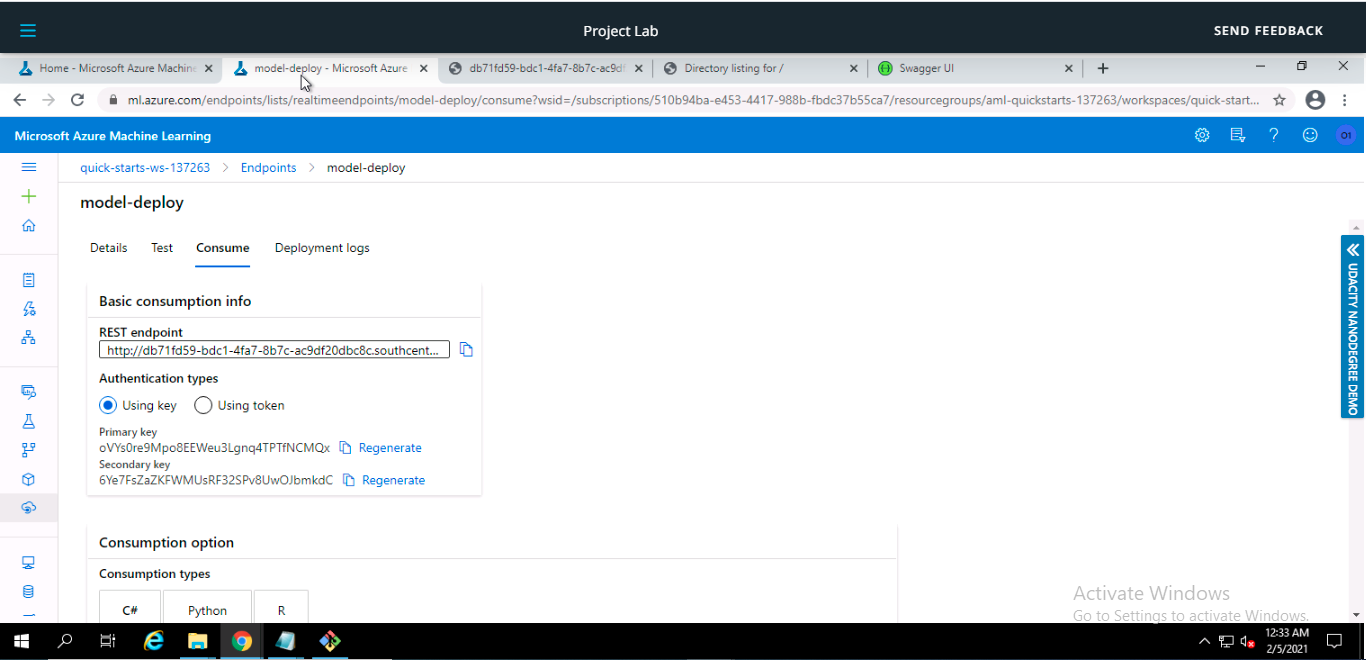 Project Lab
SEND FEEDBACK
Home - Microsoft Azure Machine
model-deploy - Microsoft Azure
db71fd59-bdc1-4fa7-8b7c-ac9df
Directory listing for /
Swagger UI
ml.azure.com/endpoints/lists/realtimeendpoints/model-deploy/consume?wsid=/subscriptions/510b94ba-e453-4417-988b-fbdc37b55ca7/resourcegroups/aml-quickstarts-137263/workspaces/quick-start...
Microsoft Azure Machine Learning
O1
quick-starts-ws-137263 > Endpoints > model-deploy
model-deploy
Details Test Consume Deployment logs
Basic consumption info
REST endpoint
http://db71fd59-bdc1-4fa7-8b7c-ac9df20dbc8c.southcent...
Authentication types
Using key Using token
Primary key
oVYs0re9Mpo8EEWeu3Lgnq4TPTfNCMQx Regenerate
Secondary key
6Ye7FsZaZKFWMUsRF32SPv8UwOJbmkdC Regenerate
UDACITY NANODEGREE DEMO
Consumption option
Consumption types
C# Python R
Activate Windows
Go to Settings to activate Windows.
12:33 AM
2/5/2021